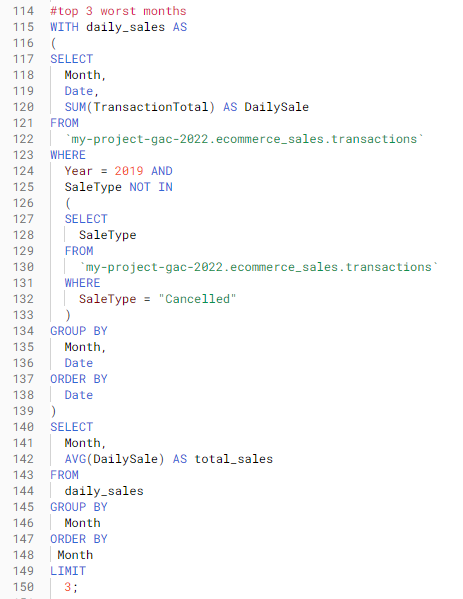 114 #top 3 worst months
115 WITH daily_sales AS
116 (
117 SELECT
118 Month,
119 Date,
120 SUM(TransactionTotal) AS DailySale
121 FROM
122 `my-project-gac-2022.ecommerce_sales.transactions`
123 WHERE
124 Year = 2019 AND
125 SaleType NOT IN
126 (
127 SELECT
128 SaleType
129 FROM
130 `my-project-gac-2022.ecommerce_sales.transactions`
131 WHERE
132 SaleType = "Cancelled"
133 )
134 GROUP BY
135 Month,
136 Date
137 ORDER BY
138 Date
139 )
140 SELECT
141 Month,
142 AVG(DailySale) AS total_sales
143 FROM
144 daily_sales
145 GROUP BY
146 Month
147 ORDER BY
148 Month
149 LIMIT
150 3;